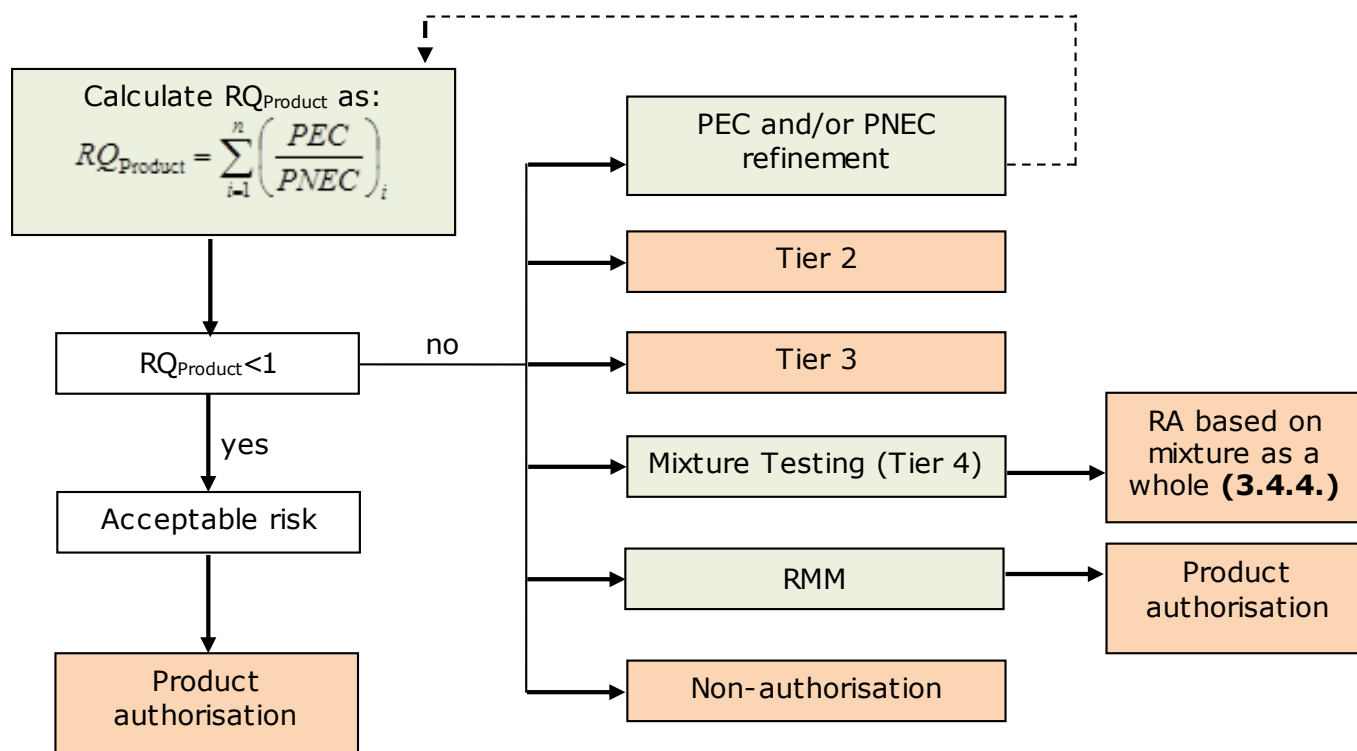 Calculate RQProduct as:
RQProduct = ∑ n i=1 (PEC / PNEC) i
RQProduct<1
no
yes
Acceptable risk
Product
authorisation
PEC and/or PNEC
refinement
Tier 2
Tier 3
Mixture Testing (Tier 4)
RA based on
mixture as a
whole (3.4.4.)
RMM
Product
authorisation
Non-authorisation